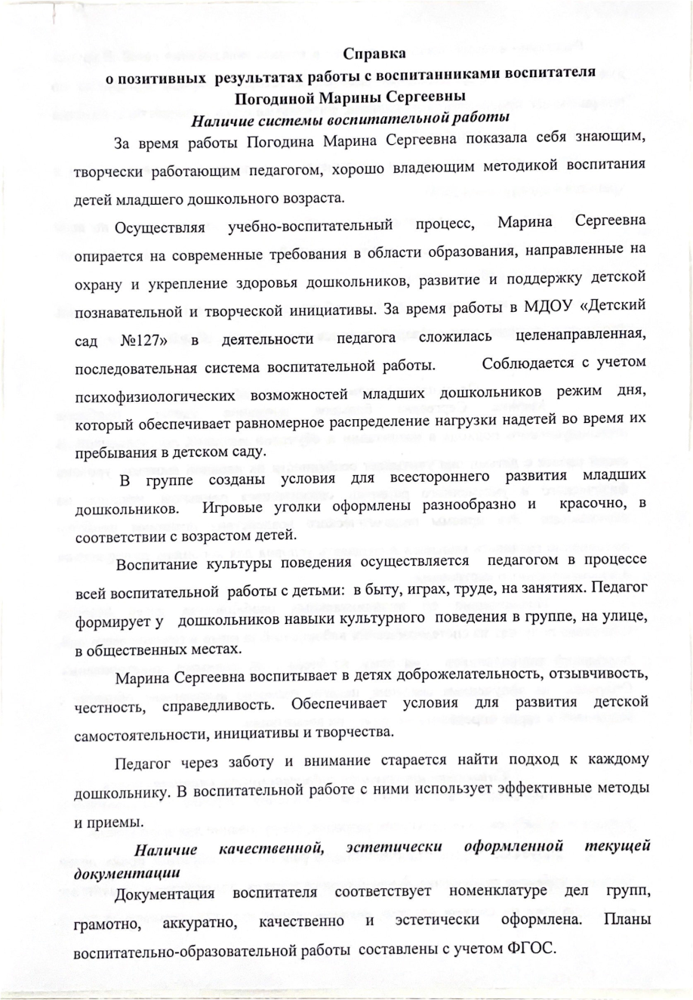 Справка
о позитивных результатах работы с воспитанниками воспитателя
Погодиной Марины Сергеевны
Наличие системы воспитательной работы
За время работы Погодина Марина Сергеевна показала себя знающим,
творчески работающим педагогом, хорошо владеющим методикой воспитания
детей младшего дошкольного возраста.
Осуществляя учебно-воспитательный процесс, Марина Сергеевна
опирается на современные требования в области образования, направленные на
охрану и укрепление здоровья дошкольников, развитие и поддержку детской
познавательной и творческой инициативы. За время работы в МДОУ «Детский
сад №127» в деятельности педагога сложилась целенаправленная,
последовательная система воспитательной работы. Соблюдается с учетом
психофизиологических возможностей младших дошкольников режим дня,
который обеспечивает равномерное распределение нагрузки надетей во время их
пребывания в детском саду.
В группе созданы условия для всестороннего развития младших
дошкольников. Игровые уголки оформлены разнообразно и красочно, в
соответствии с возрастом детей.
Воспитание культуры поведения осуществляется педагогом в процессе
всей воспитательной работы с детьми: в быту, играх, труде, на занятиях. Педагог
формирует у дошкольников навыки культурного поведения в группе, на улице,
в общественных местах.
Марина Сергеевна воспитывает в детях доброжелательность, отзывчивость,
честность, справедливость. Обеспечивает условия для развития детской
самостоятельности, инициативы и творчества.
Педагог через заботу и внимание старается найти подход к каждому
дошкольнику. В воспитательной работе с ними использует эффективные методы
и приемы.
Наличие качественной, эстетически оформленной текущей
документации
Документация воспитателя соответствует номенклатуре дел групп,
грамотно, аккуратно, качественно и эстетически оформлена. Планы
воспитательно-образовательной работы составлены с учетом ФГОС.